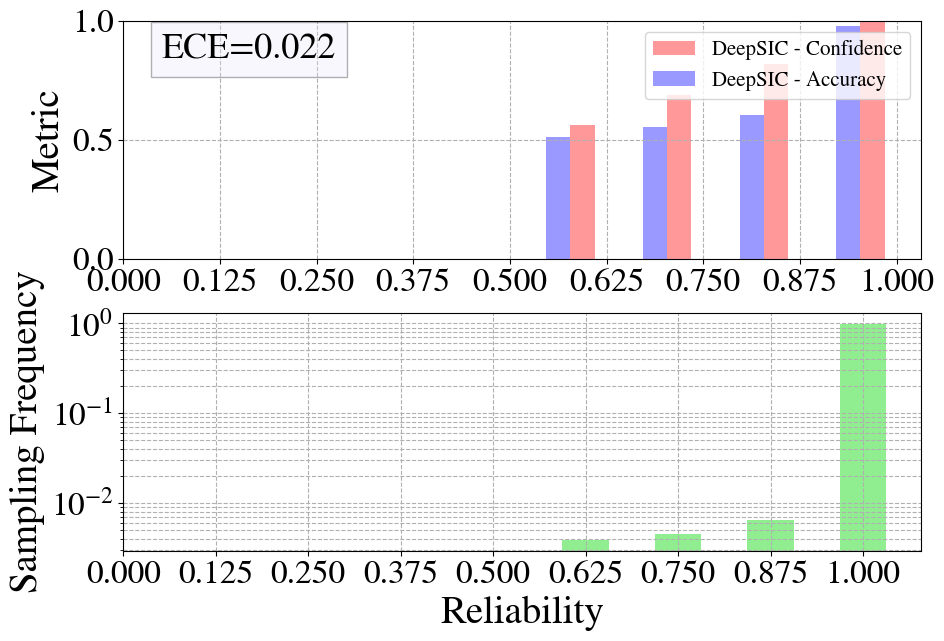 ECE=0.022
DeepSIC - Confidence
DeepSIC - Accuracy
Metric
1.0
0.5
0.0
0.000 0.125 0.250 0.375 0.500 0.625 0.750 0.875 1.000
Sampling Frequency
10^0
10^-1
10^-2
0.000 0.125 0.250 0.375 0.500 0.625 0.750 0.875 1.000
Reliability